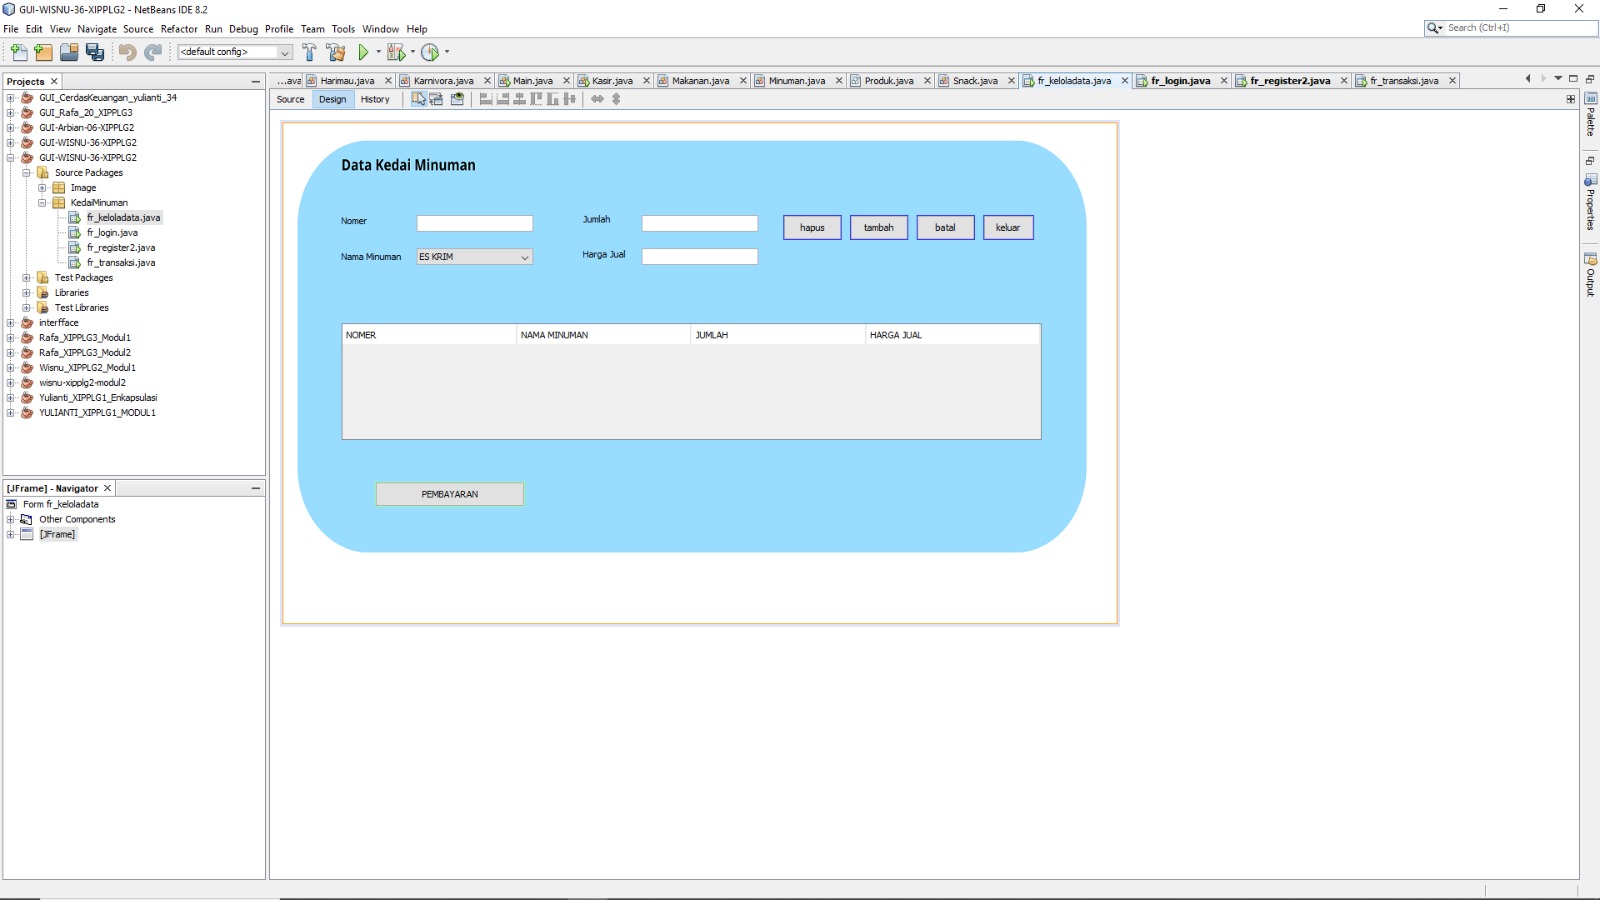 GUI-WISNU-36-XIPPLG2 - NetBeans IDE 8.2
File Edit View Navigate Source Refactor Run Debug Profile Team Tools Window Help
Search (Ctrl+I)
<default config>
Projects
...ava Harimau.java Karnivora.java Main.java Kasir.java Makanan.java Minuman.java Produk.java Snack.java fr_keloladata.java fr_login.java fr_register2.java fr_transaksi.java
Source Design History
GUI_CerdasKeuangan_yulianti_34
GUI_Rafa_20_XIPPLG3
GUI-Arbian-06-XIPPLG2
GUI-WISNU-36-XIPPLG2
GUI-WISNU-36-XIPPLG2
Source Packages
Image
KedaiMinuman
fr_keloladata.java
fr_login.java
fr_register2.java
fr_transaksi.java
Test Packages
Libraries
Test Libraries
interfface
Rafa_XIPPLG3_Modul1
Rafa_XIPPLG3_Modul2
Wisnu_XIPPLG2_Modul1
wisnu-xipplg2-modul2
Yulianti_XIPPLG1_Enkapsulasi
YULIANTI_XIPPLG1_MODUL1
[JFrame] - Navigator
Form fr_keloladata
Other Components
[JFrame]
Data Kedai Minuman
Nomer
Jumlah
hapus tambah batal keluar
Nama Minuman ES KRIM
Harga Jual
NOMER NAMA MINUMAN JUMLAH HARGA JUAL
PEMBAYARAN
Palette
Properties
Output